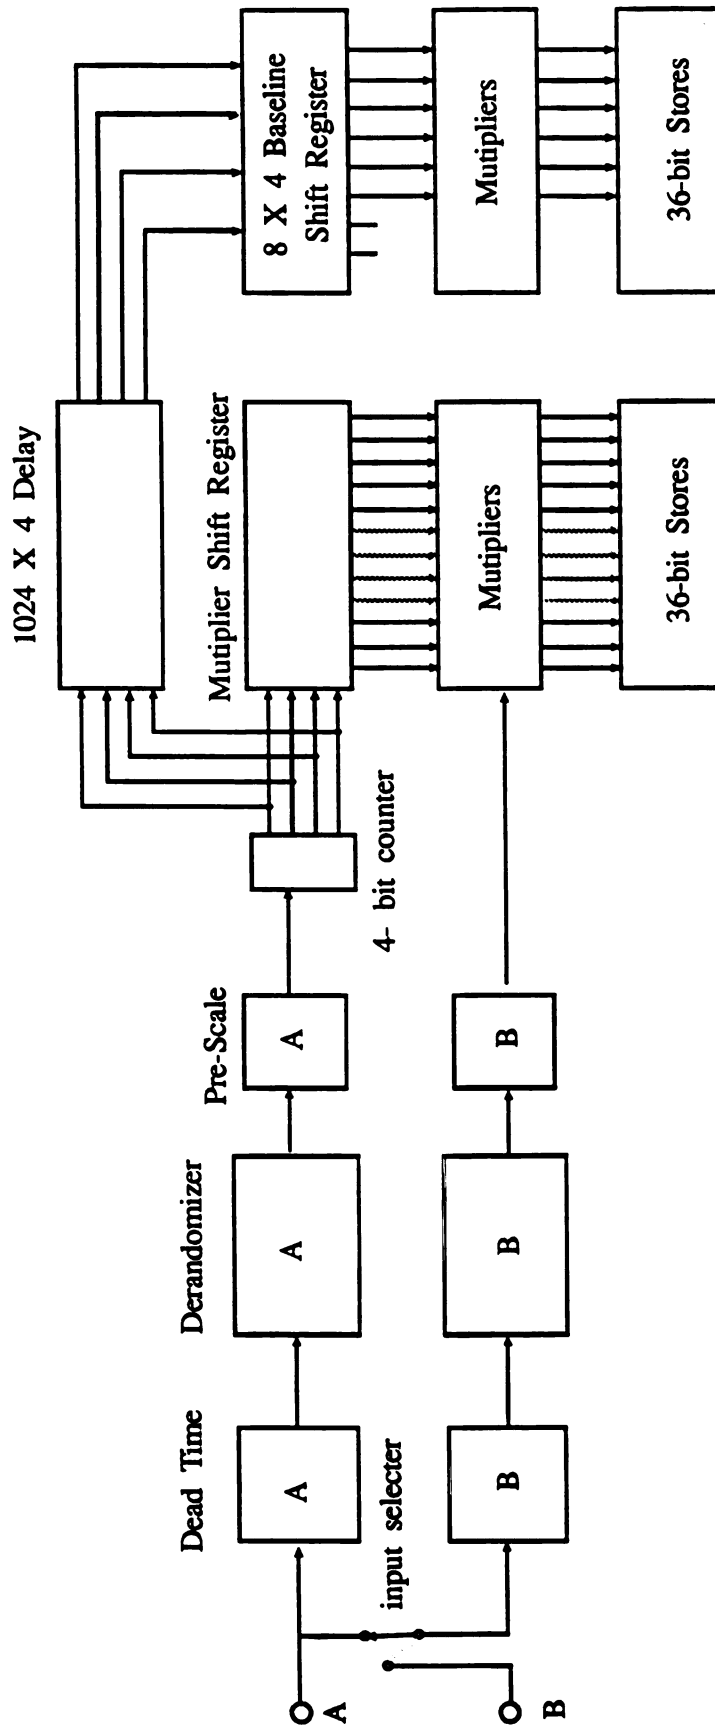 1024 X 4 Delay
Mutiplier Shift Register
8 X 4 Baseline
Shift Register
Mutipliers
Mutipliers
36-bit Stores
36-bit Stores
4- bit counter
Pre-Scale
A
B
Derandomizer
A
B
Dead Time
A
B
input selecter
A
B